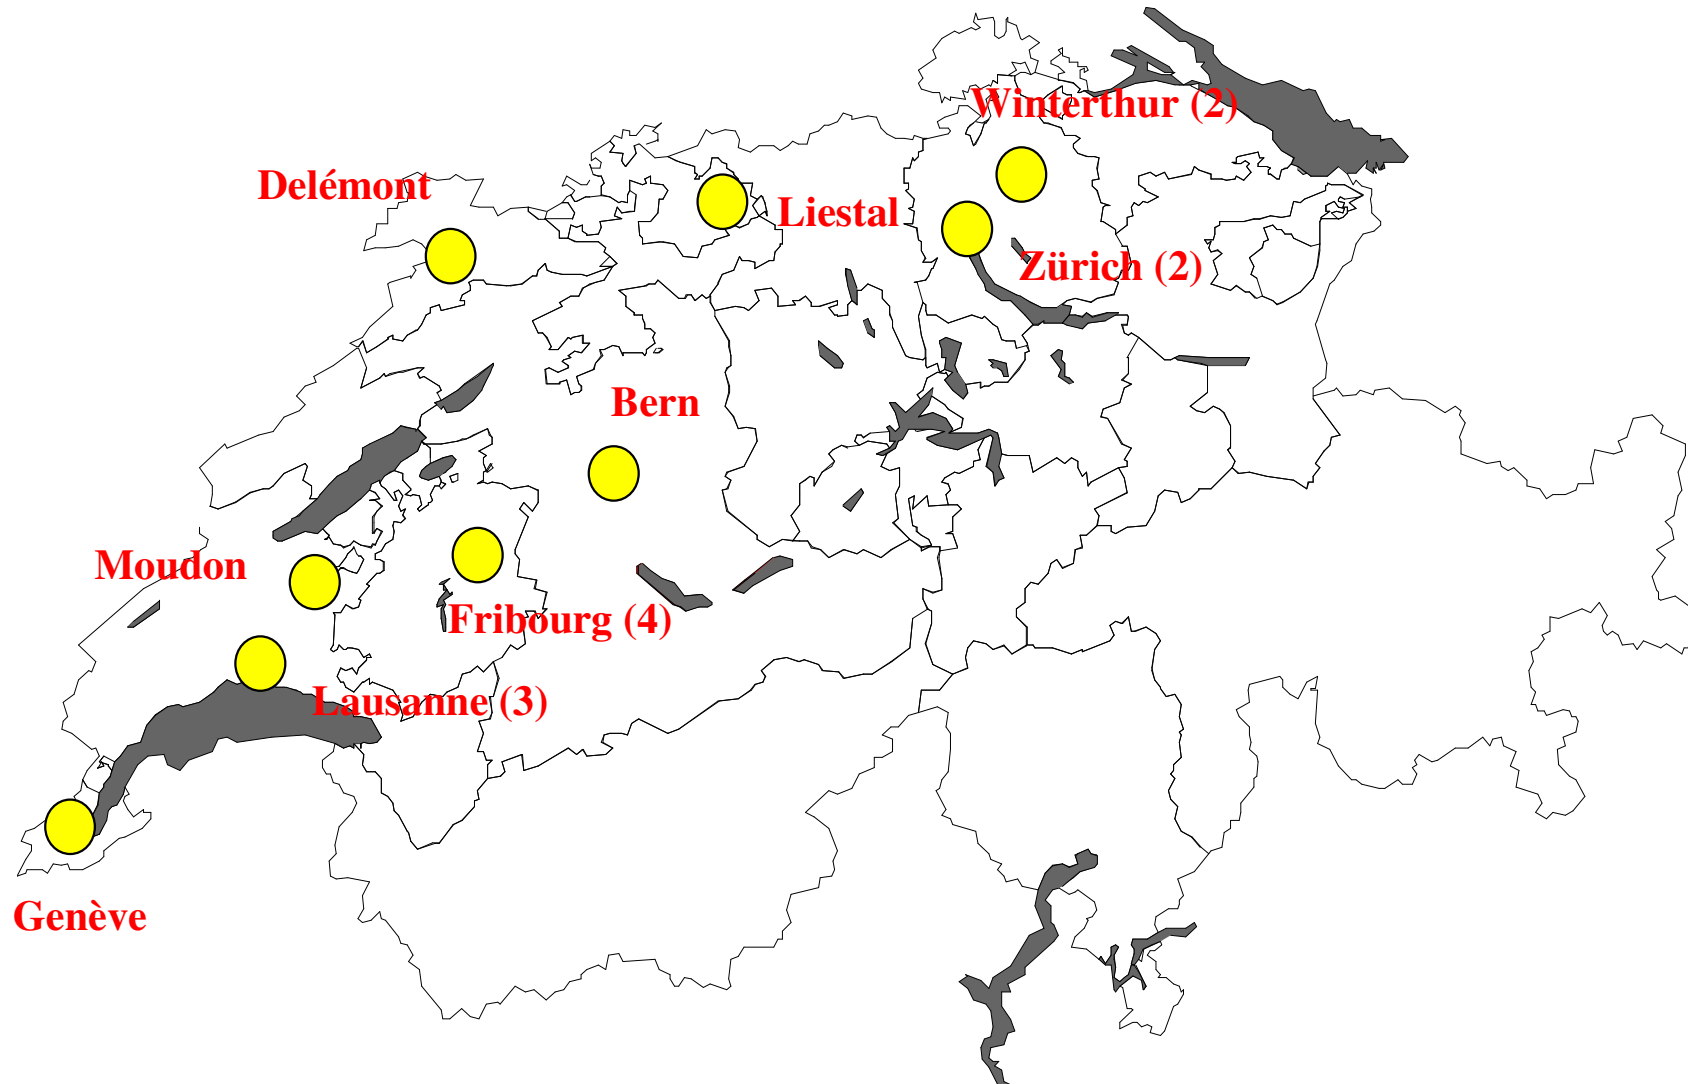 Winterthur (2)
Delémont
Liestal
Zürich (2)
Bern
Moudon
Fribourg (4)
Lausanne (3)
Genève